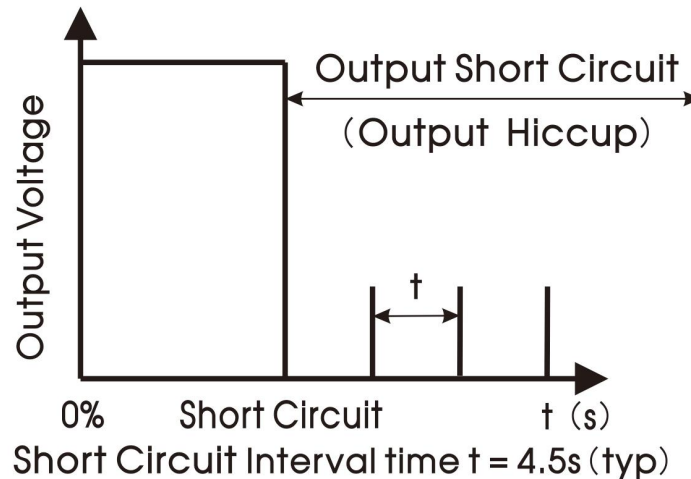 Output Short Circuit
(Output Hiccup)
Output Voltage
t
0% Short Circuit t (s)
Short Circuit Interval time t = 4.5s (typ)